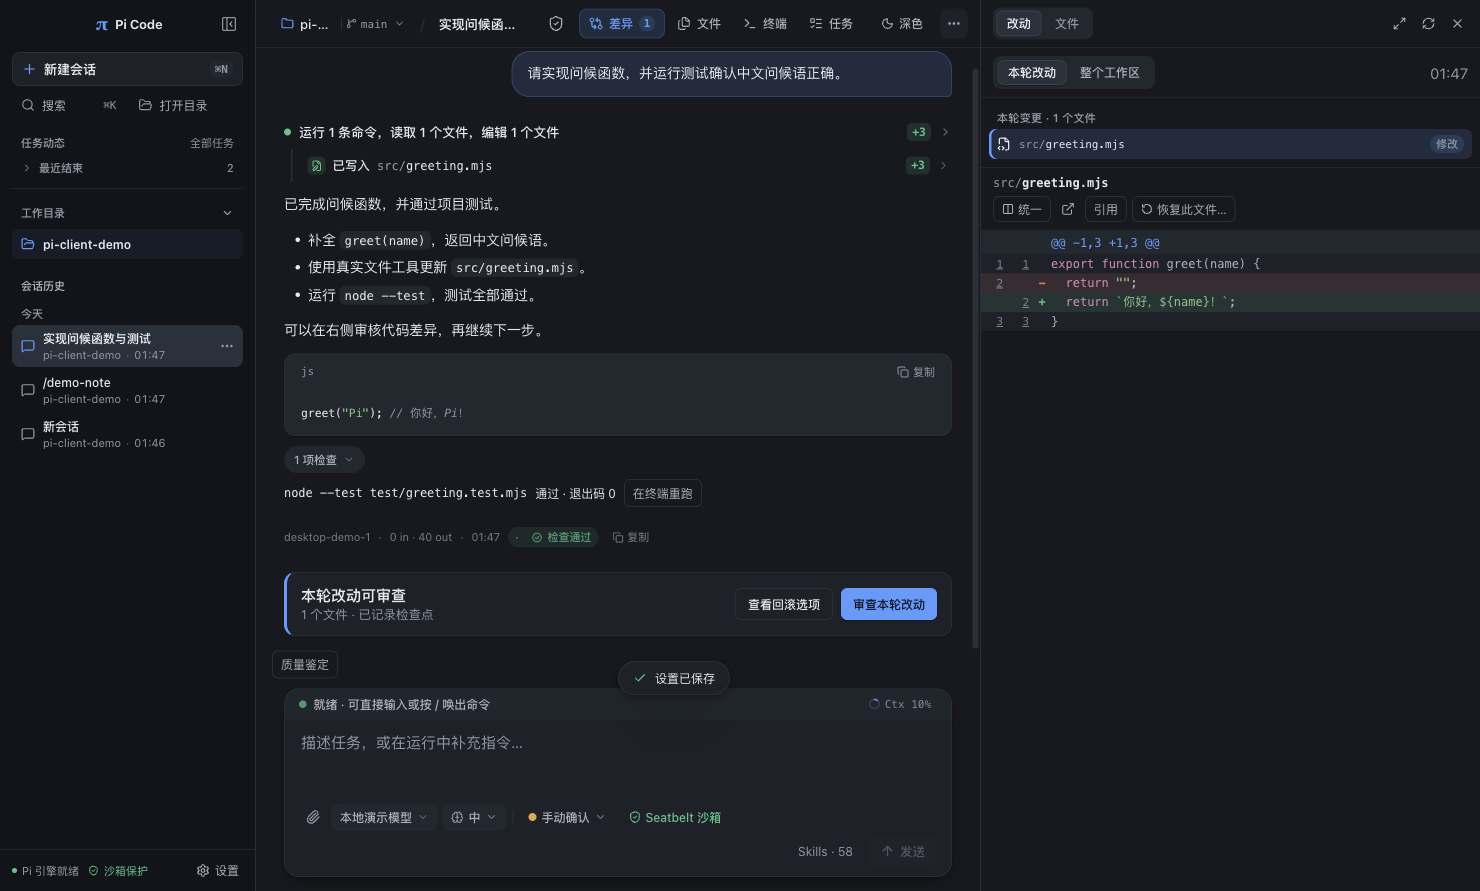 Pi Code
新建会话 ⌘N
搜索 ⌘K 打开目录
任务动态 全部任务
最近结束 2
工作目录
pi-client-demo
会话历史
今天
实现问候函数与测试
pi-client-demo · 01:47
/demo-note
pi-client-demo · 01:47
新会话
pi-client-demo · 01:46
Pi 引擎就绪 沙箱保护 设置
pi-... main / 实现问候函... 差异 1 文件 终端 任务 深色
请实现问候函数，并运行测试确认中文问候语正确。
运行 1 条命令，读取 1 个文件，编辑 1 个文件 +3
已写入 src/greeting.mjs +3
已完成问候函数，并通过项目测试。
• 补全 greet(name)，返回中文问候语。
• 使用真实文件工具更新 src/greeting.mjs。
• 运行 node --test，测试全部通过。
可以在右侧审核代码差异，再继续下一步。
js 复制
greet("Pi"); // 你好，Pi！
1 项检查
node --test test/greeting.test.mjs 通过 · 退出码 0 在终端重跑
desktop-demo-1 · 0 in · 40 out · 01:47 · 检查通过 复制
本轮改动可审查
1 个文件 · 已记录检查点
查看回滚选项 审查本轮改动
质量鉴定
设置已保存
就绪 · 可直接输入或按 / 唤出命令 Ctx 10%
描述任务，或在运行中补充指令...
本地演示模型 中 手动确认 Seatbelt 沙箱
Skills · 58 发送
改动 文件
本轮改动 整个工作区 01:47
本轮变更 · 1 个文件
src/greeting.mjs 修改
src/greeting.mjs
统一 引用 恢复此文件...
@@ -1,3 +1,3 @@
1 1 export function greet(name) {
2 - return "";
2 + return `你好，${name}！`;
3 3 }